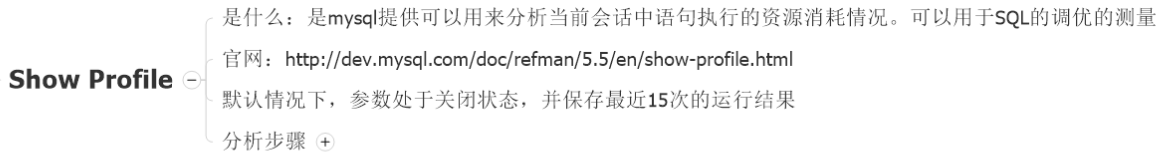 Show Profile
是什么：是mysql提供可以用来分析当前会话中语句执行的资源消耗情况。可以用于SQL的调优的测量
官网：http://dev.mysql.com/doc/refman/5.5/en/show-profile.html
默认情况下，参数处于关闭状态，并保存最近15次的运行结果
分析步骤